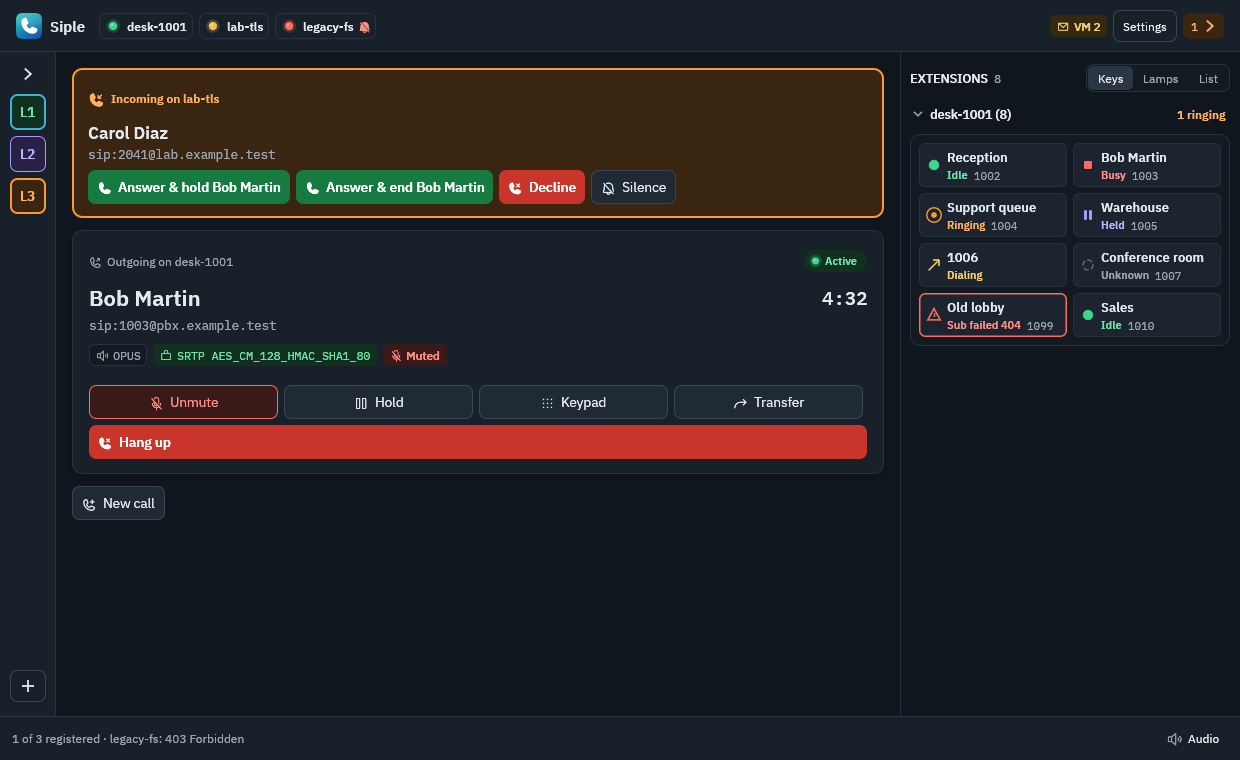 Siple
desk-1001
lab-tls
legacy-fs
VM 2
Settings
1
L1
L2
L3
Incoming on lab-tls
Carol Diaz
sip:2041@lab.example.test
Answer & hold Bob Martin
Answer & end Bob Martin
Decline
Silence
Outgoing on desk-1001
Active
Bob Martin
4:32
sip:1003@pbx.example.test
OPUS
SRTP AES_CM_128_HMAC_SHA1_80
Muted
Unmute
Hold
Keypad
Transfer
Hang up
New call
EXTENSIONS 8
Keys
Lamps
List
desk-1001 (8)
1 ringing
Reception
Idle 1002
Bob Martin
Busy 1003
Support queue
Ringing 1004
Warehouse
Held 1005
1006
Dialing
Conference room
Unknown 1007
Old lobby
Sub failed 404 1099
Sales
Idle 1010
1 of 3 registered · legacy-fs: 403 Forbidden
Audio